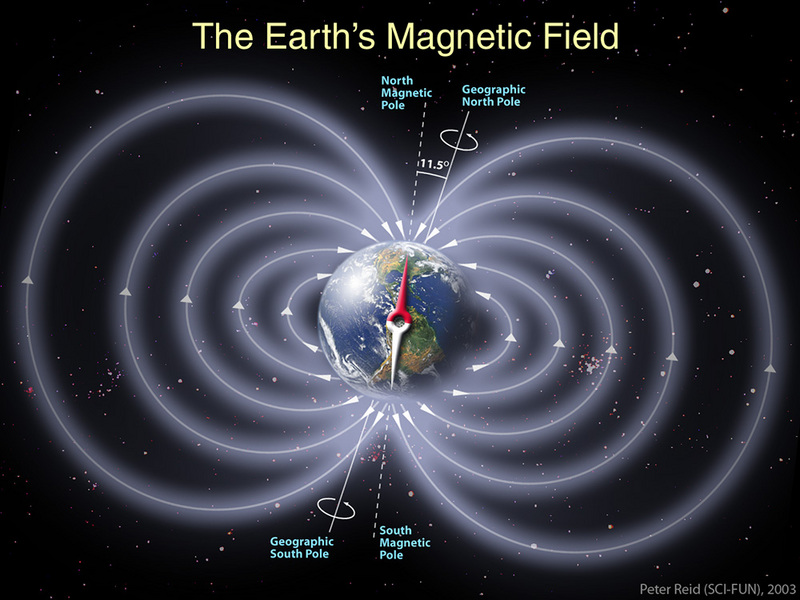 The Earth's Magnetic Field
North
Magnetic
Pole
Geographic
North Pole
11.5°
Geographic
South Pole
South
Magnetic
Pole
Peter Reid (SCI-FUN), 2003